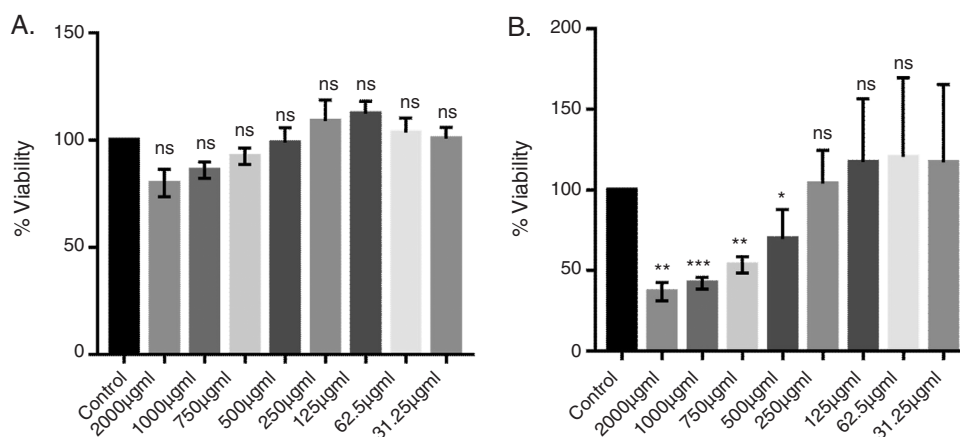 A.
% Viability
150
100
50
0
ns
ns
ns
ns
ns
ns
ns
ns
Control
2000μgml
1000μgml
750μgml
500μgml
250μgml
125μgml
62.5μgml
31.25μgml
B.
% Viability
200
150
100
50
0
**
***
**
*
ns
ns
ns
Control
2000μgml
1000μgml
750μgml
500μgml
250μgml
125μgml
62.5μgml
31.25μgml